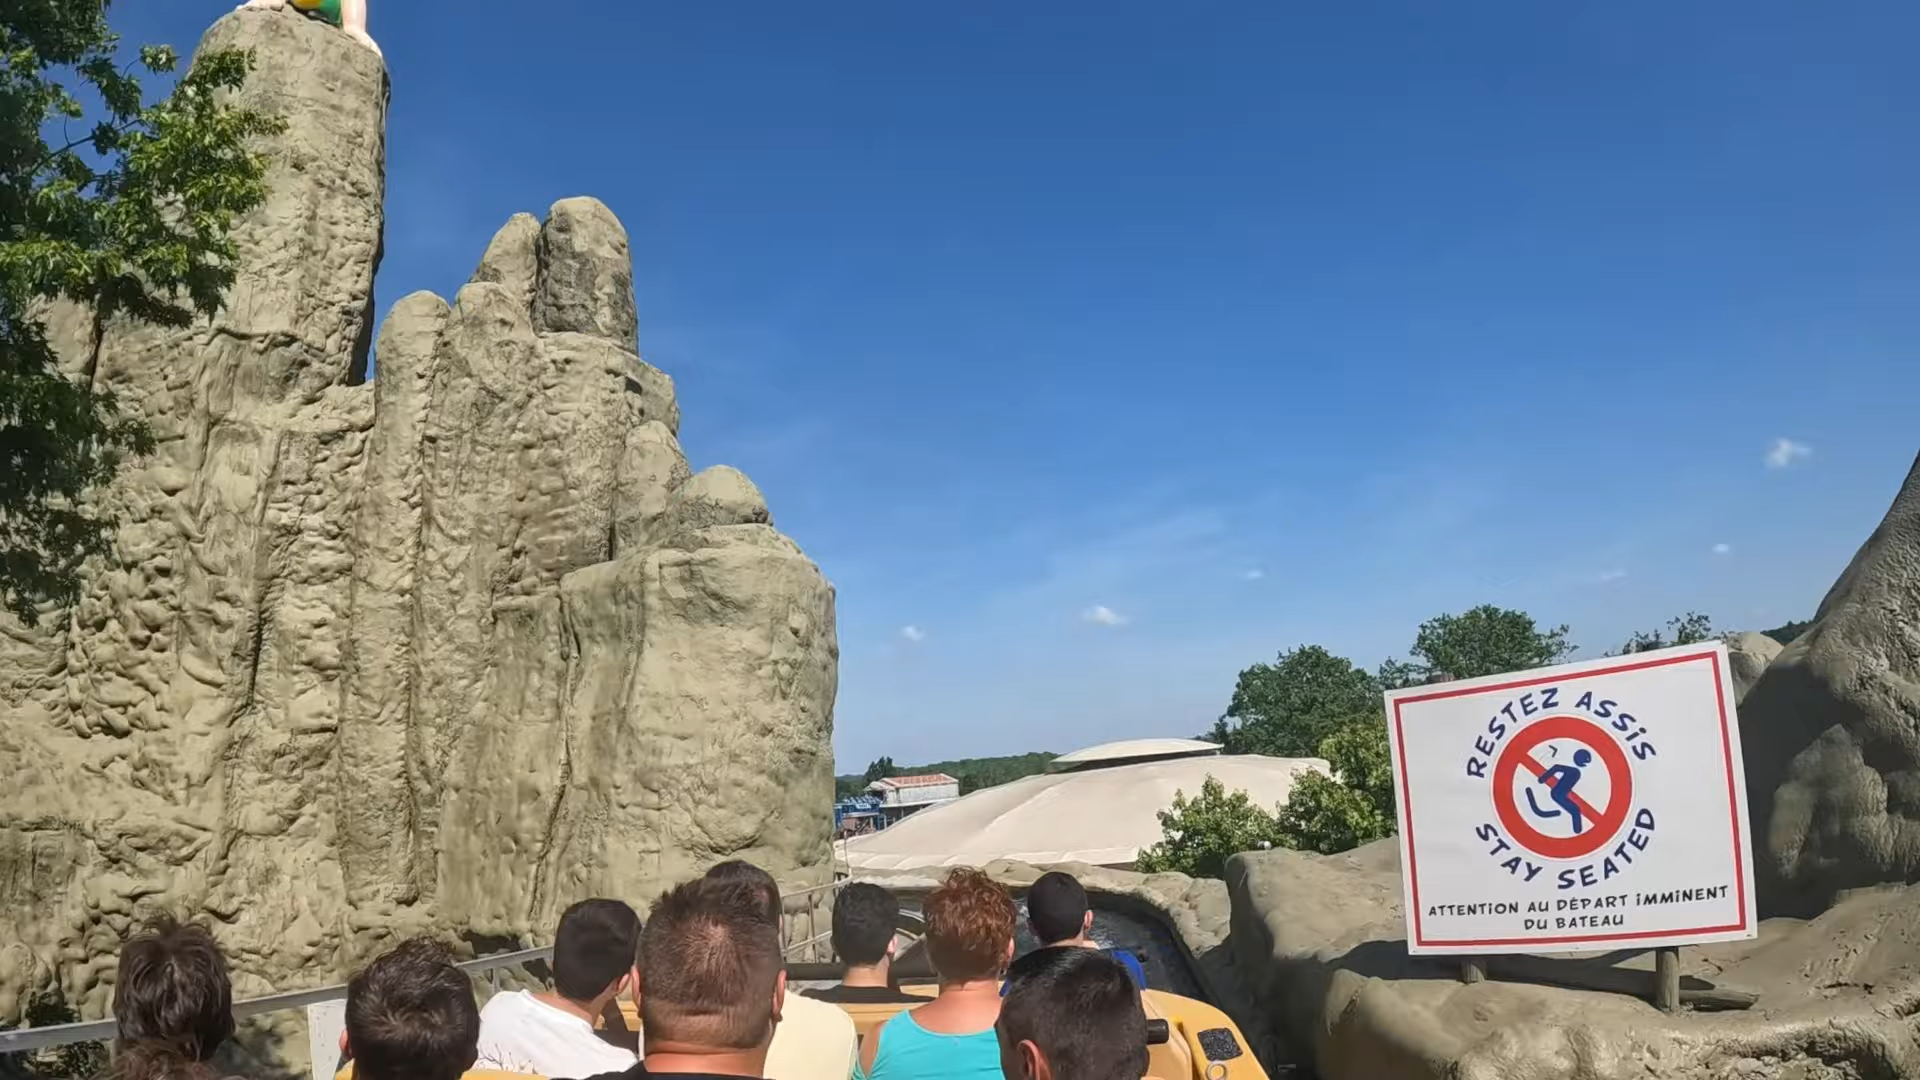 RESTEZ ASSiS
STAY SEATED
ATTENTION AU DÉPART iMMiNENT
DU BATEAU